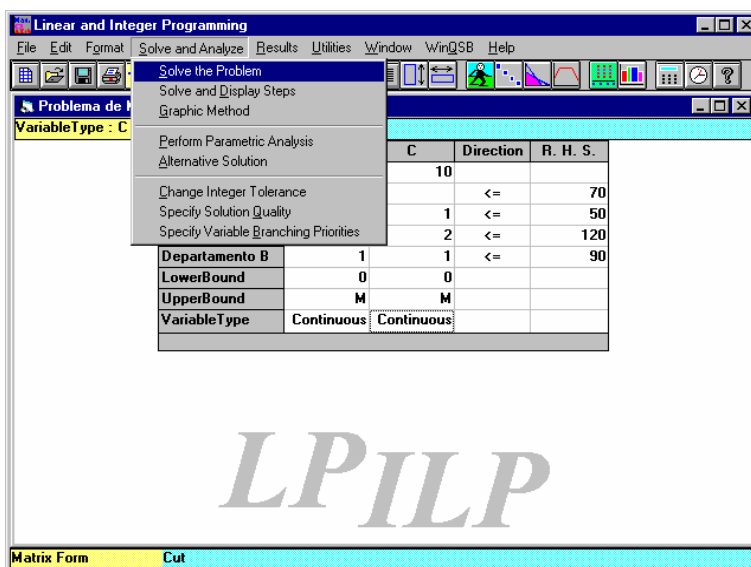 Linear and Integer Programming
File Edit Format Solve and Analyze Results Utilities Window WinQSB Help
Solve the Problem
Solve and Display Steps
Graphic Method
Perform Parametric Analysis
Alternative Solution
Change Integer Tolerance
Specify Solution Quality
Specify Variable Branching Priorities
Problema de
VariableType : C
C Direction R. H. S.
10
<= 70
1 <= 50
2 <= 120
Departamento B 1 1 <= 90
LowerBound 0 0
UpperBound M M
VariableType Continuous Continuous
LPILP
Matrix Form Cut